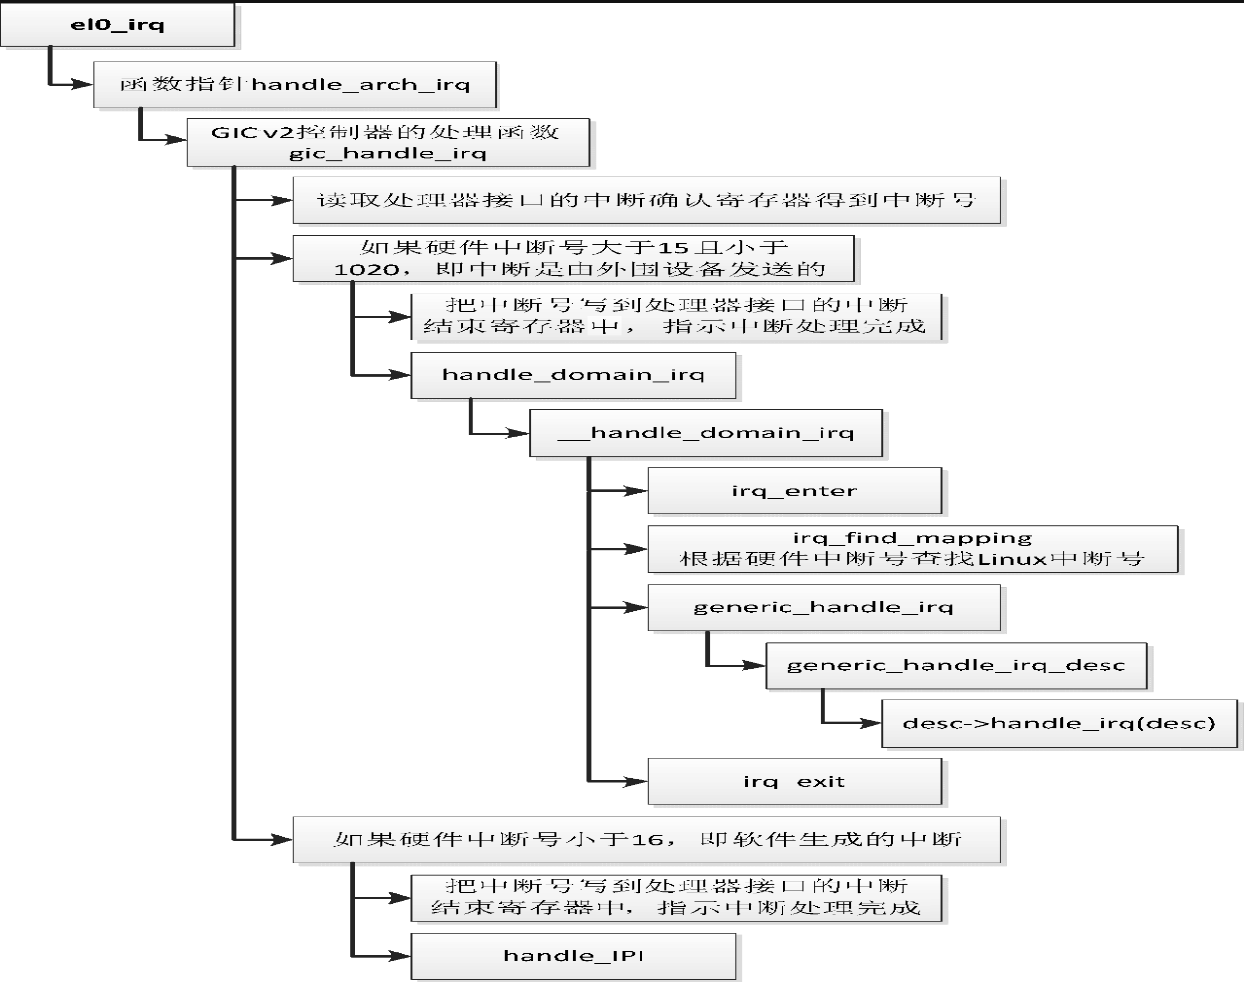 el0_irq
函数指针handle_arch_irq
GIC v2控制器的处理函数
gic_handle_irq
读取处理器接口的中断确认寄存器得到中断号
如果硬件中断号大于15且小于
1020，即中断是由外围设备发送的
把中断号写到处理器接口的中断
结束寄存器中，指示中断处理完成
handle_domain_irq
__handle_domain_irq
irq_enter
irq_find_mapping
根据硬件中断号查找Linux中断号
generic_handle_irq
generic_handle_irq_desc
desc->handle_irq(desc)
irq_exit
如果硬件中断号小于16，即软件生成的中断
把中断号写到处理器接口的中断
结束寄存器中，指示中断处理完成
handle_IPI